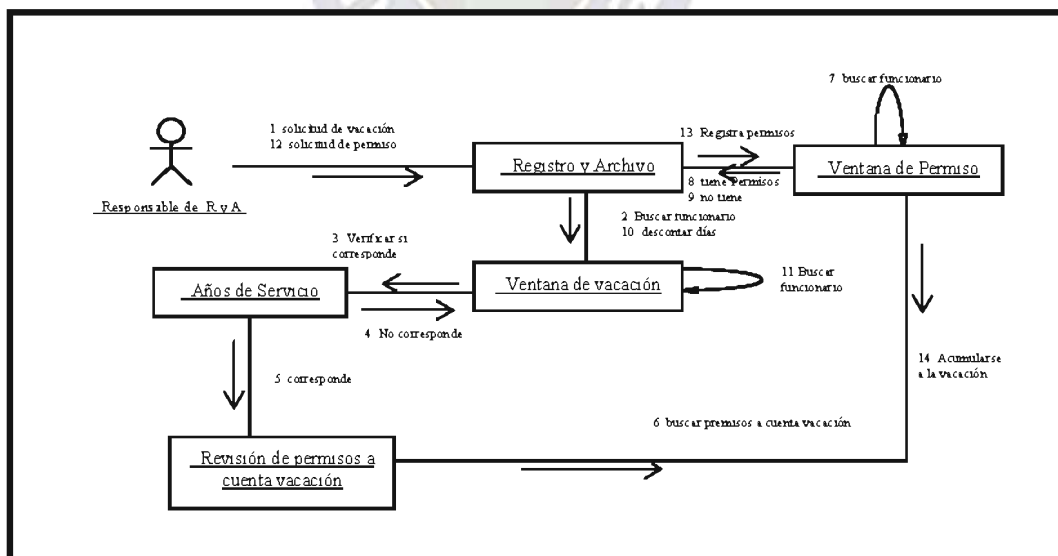 7 buscar funcionario
1 solicitud de vacación
12 solicitud de permiso
13 Registra permisos
Registro y Archivo
Ventana de Permiso
8 tiene Permisos
9 no tiene
Responsable de R y A
2 Buscar funcionario
10 descontar días
3 Verificar si
corresponde
Años de Servicio
Ventana de vacación
11 Buscar
funcionario
4 No corresponde
14 Acumularse
a la vacación
5 corresponde
6 buscar premisos a cuenta vacación
Revisión de permisos a
cuenta vacación